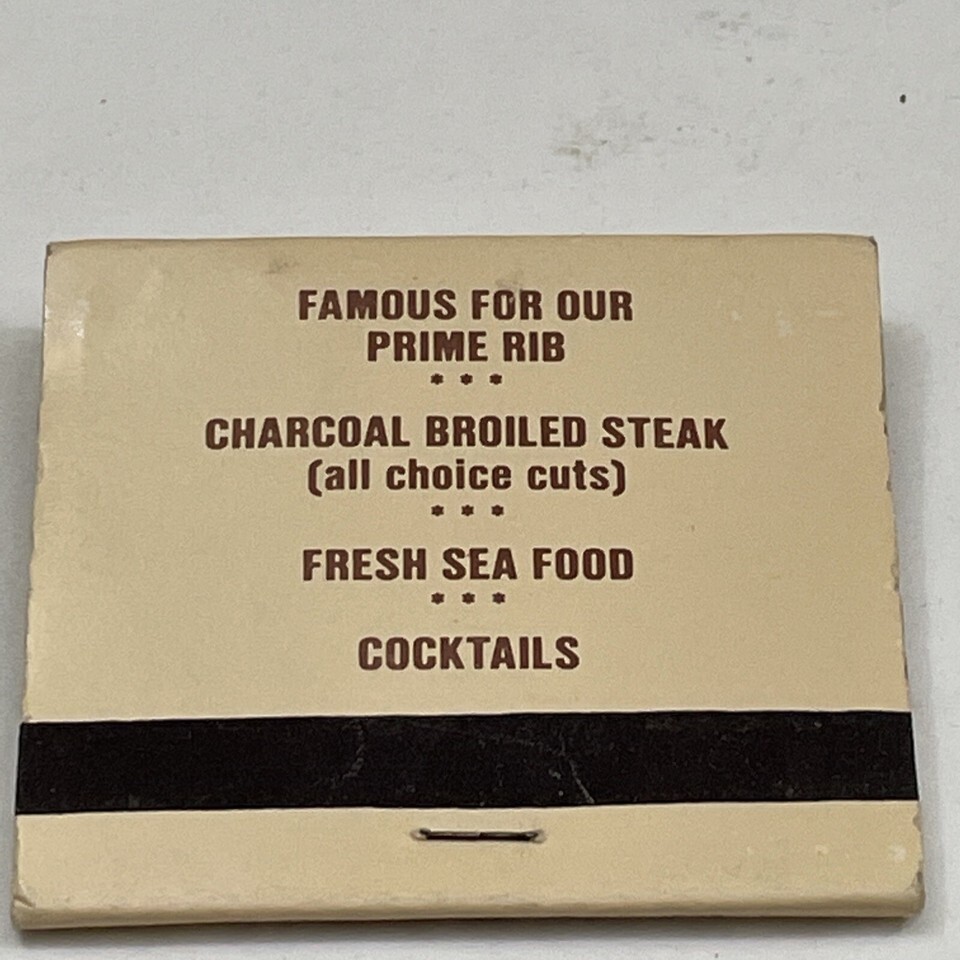 FAMOUS FOR OUR
PRIME RIB
* * *
CHARCOAL BROILED STEAK
(all choice cuts)
* * *
FRESH SEA FOOD
* * *
COCKTAILS